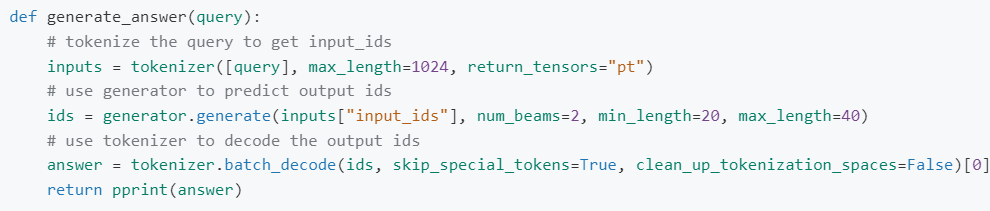 def generate_answer(query):
    # tokenize the query to get input_ids
    inputs = tokenizer([query], max_length=1024, return_tensors="pt")
    # use generator to predict output ids
    ids = generator.generate(inputs["input_ids"], num_beams=2, min_length=20, max_length=40)
    # use tokenizer to decode the output ids
    answer = tokenizer.batch_decode(ids, skip_special_tokens=True, clean_up_tokenization_spaces=False)[0]
    return pprint(answer)